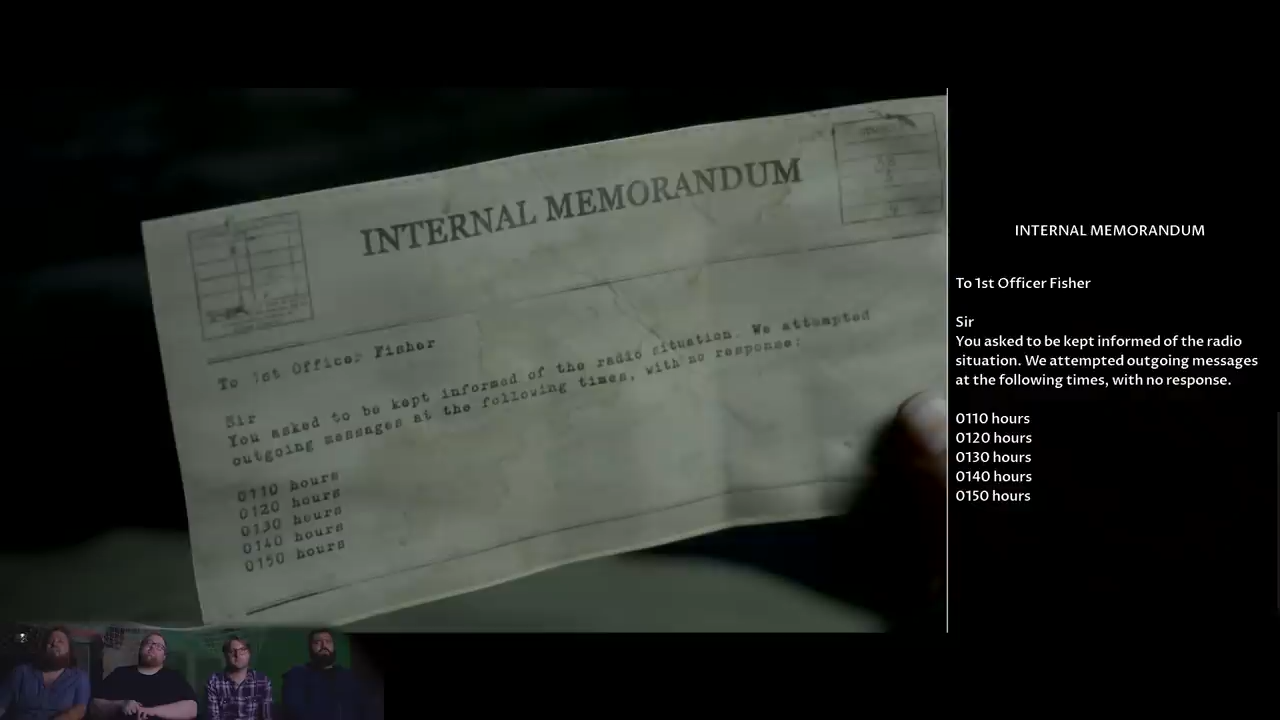 INTERNAL MEMORANDUM
To 1st Officer Fisher
Sir
You asked to be kept informed of the radio situation. We attempted
outgoing messages at the following times, with no response:
0110 hours
0120 hours
0130 hours
0140 hours
0150 hours
INTERNAL MEMORANDUM
To 1st Officer Fisher
Sir
You asked to be kept informed of the radio
situation. We attempted outgoing messages
at the following times, with no response.
0110 hours
0120 hours
0130 hours
0140 hours
0150 hours